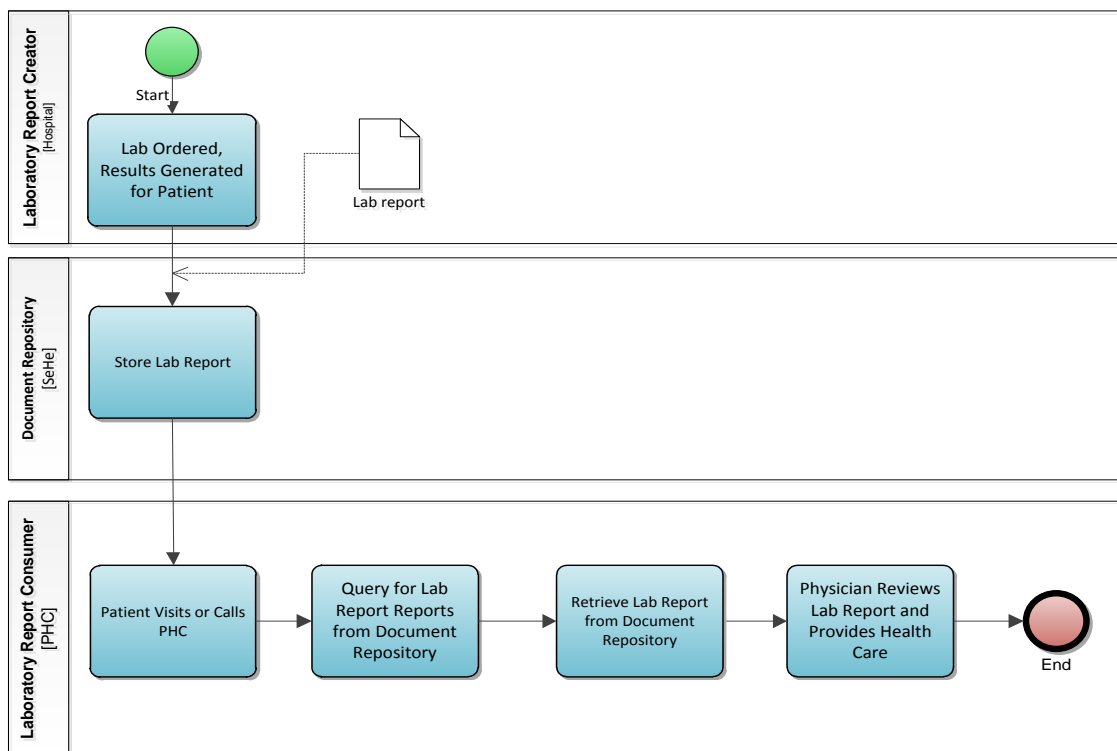 Laboratory Report Creator
[Hospital]
Start
Lab Ordered,
Results Generated
for Patient
Lab report
Document Repository
[SeHe]
Store Lab Report
Laboratory Report Consumer
[PHC]
Patient Visits or Calls
PHC
Query for Lab
Report Reports
from Document
Repository
Retrieve Lab Report
from Document
Repository
Physician Reviews
Lab Report and
Provides Health
Care
End